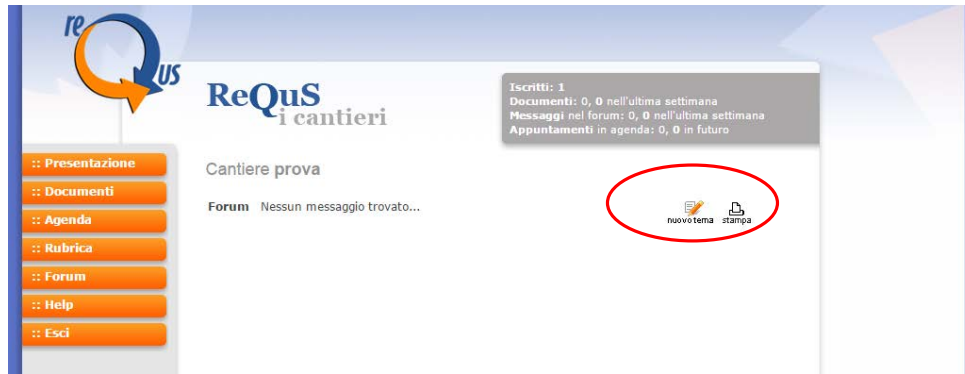 re
us
ReQuS
i cantieri
Iscritti: 1
Documenti: 0, 0 nell'ultima settimana
Messaggi nel forum: 0, 0 nell'ultima settimana
Appuntamenti in agenda: 0, 0 in futuro
:: Presentazione
:: Documenti
:: Agenda
:: Rubrica
:: Forum
:: Help
:: Esci
Cantiere prova
Forum Nessun messaggio trovato...
nuovo tema stampa